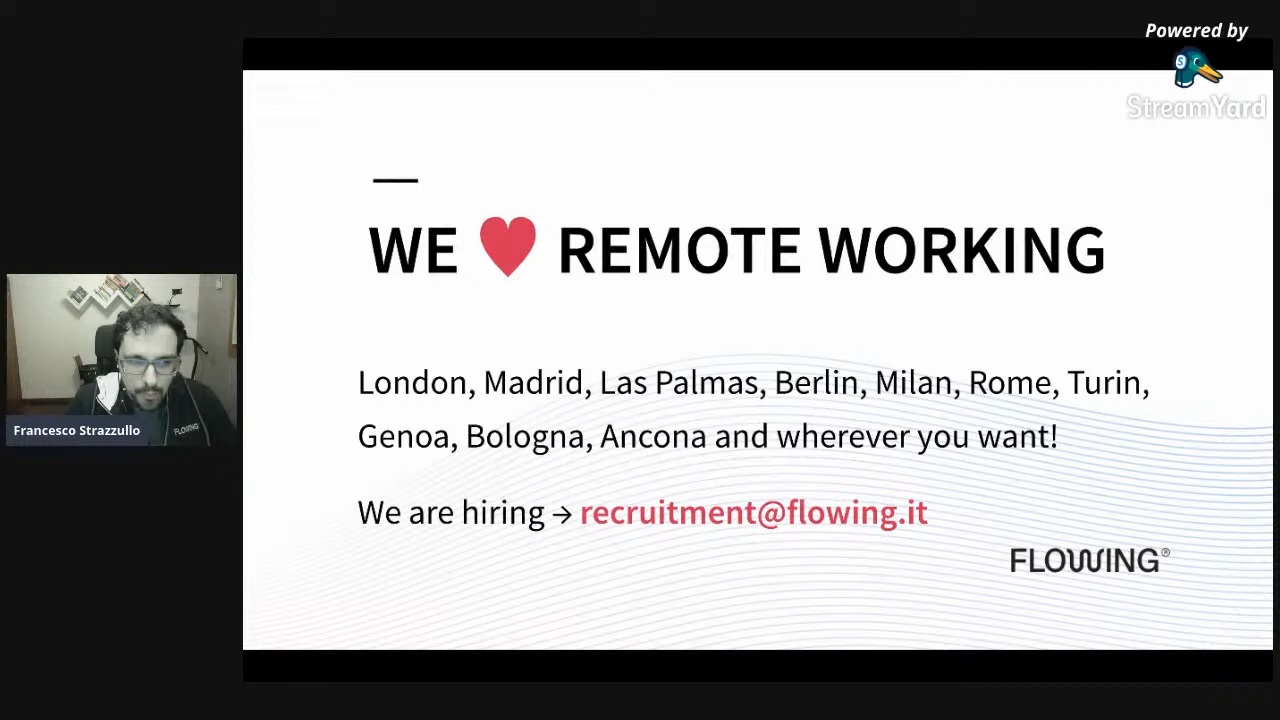 Powered by
StreamYard
WE ♥ REMOTE WORKING
London, Madrid, Las Palmas, Berlin, Milan, Rome, Turin,
Genoa, Bologna, Ancona and wherever you want!
We are hiring → recruitment@flowing.it
FLOWING®
FLOWING
Francesco Strazzullo